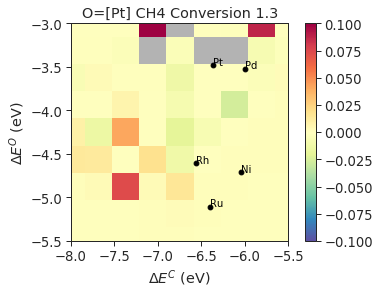 O=[Pt] CH4 Conversion 1.3
−3.0
−3.5
−4.0
−4.5
−5.0
−5.5
ΔE^O (eV)
Pt
Pd
Rh
Ni
Ru
−8.0 −7.5 −7.0 −6.5 −6.0 −5.5
ΔE^C (eV)
0.100
0.075
0.050
0.025
0.000
−0.025
−0.050
−0.075
−0.100